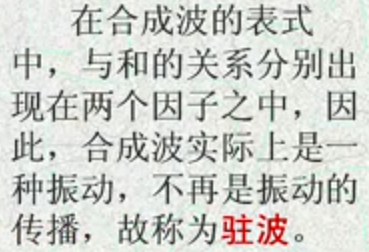 在合成波的表式
中，与和的关系分别出
现在两个因子之中，因
此，合成波实际上是一
种振动，不再是振动的
传播，故称为驻波。